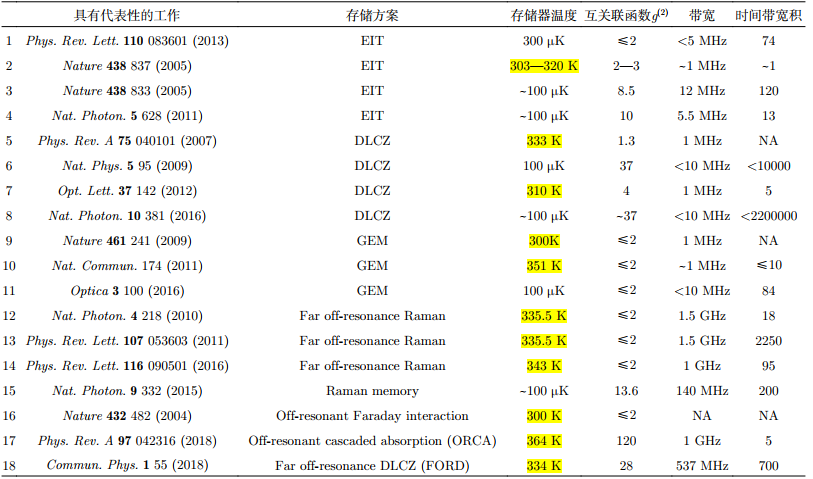 具有代表性的工作 存储方案 存储器温度 互关联函数g(2) 带宽 时间带宽积
1 Phys. Rev. Lett. 110 083601 (2013) EIT 300 μK ⩽2 <5 MHz 74
2 Nature 438 837 (2005) EIT 303—320 K 2—3 ~1 MHz ~1
3 Nature 438 833 (2005) EIT ~100 μK 8.5 12 MHz 120
4 Nat. Photon. 5 628 (2011) EIT ~100 μK 10 5.5 MHz 13
5 Phys. Rev. A 75 040101 (2007) DLCZ 333 K 1.3 1 MHz NA
6 Nat. Phys. 5 95 (2009) DLCZ 100 μK 37 <10 MHz <10000
7 Opt. Lett. 37 142 (2012) DLCZ 310 K 4 1 MHz 5
8 Nat. Photon. 10 381 (2016) DLCZ ~100 μK ~37 <10 MHz <2200000
9 Nature 461 241 (2009) GEM 300K ⩽2 1 MHz NA
10 Nat. Commun. 174 (2011) GEM 351 K ⩽2 ~1 MHz ⩽10
11 Optica 3 100 (2016) GEM 100 μK ⩽2 <10 MHz 84
12 Nat. Photon. 4 218 (2010) Far off-resonance Raman 335.5 K ⩽2 1.5 GHz 18
13 Phys. Rev. Lett. 107 053603 (2011) Far off-resonance Raman 335.5 K ⩽2 1.5 GHz 2250
14 Phys. Rev. Lett. 116 090501 (2016) Far off-resonance Raman 343 K ⩽2 1 GHz 95
15 Nat. Photon. 9 332 (2015) Raman memory ~100 μK 13.6 140 MHz 200
16 Nature 432 482 (2004) Off-resonant Faraday interaction 300 K ⩽2 NA NA
17 Phys. Rev. A 97 042316 (2018) Off-resonant cascaded absorption (ORCA) 364 K 120 1 GHz 5
18 Commun. Phys. 1 55 (2018) Far off-resonance DLCZ (FORD) 334 K 28 537 MHz 700